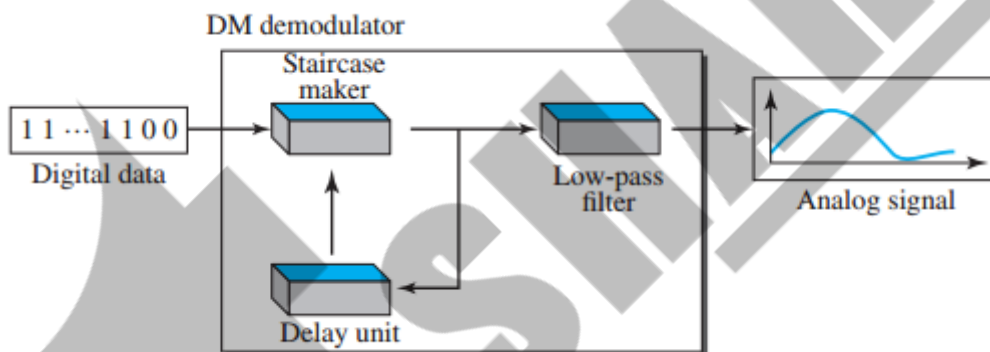 DM demodulator
Staircase
maker
1 1 ··· 1 1 0 0
Digital data
Low-pass
filter
Analog signal
Delay unit